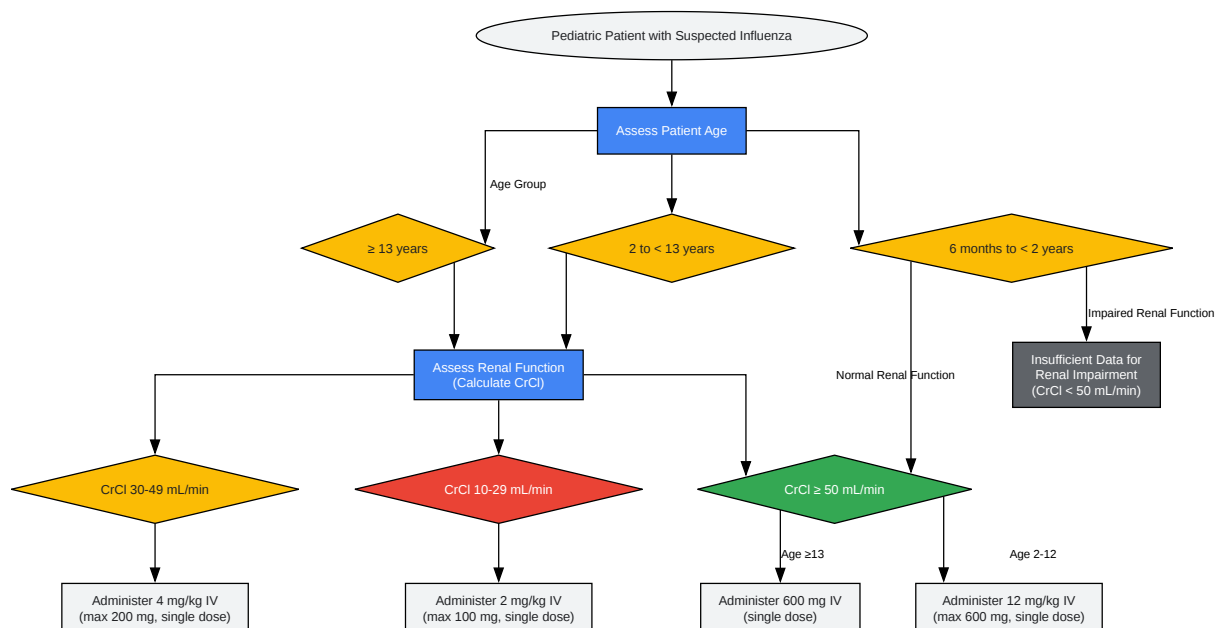 Pediatric Patient with Suspected Influenza
Assess Patient Age
Age Group
≥ 13 years
2 to < 13 years
6 months to < 2 years
Impaired Renal Function
Assess Renal Function
(Calculate CrCl)
Normal Renal Function
Insufficient Data for
Renal Impairment
(CrCl < 50 mL/min)
CrCl 30-49 mL/min
CrCl 10-29 mL/min
CrCl ≥ 50 mL/min
Age ≥13
Age 2-12
Administer 4 mg/kg IV
(max 200 mg, single dose)
Administer 2 mg/kg IV
(max 100 mg, single dose)
Administer 600 mg IV
(single dose)
Administer 12 mg/kg IV
(max 600 mg, single dose)